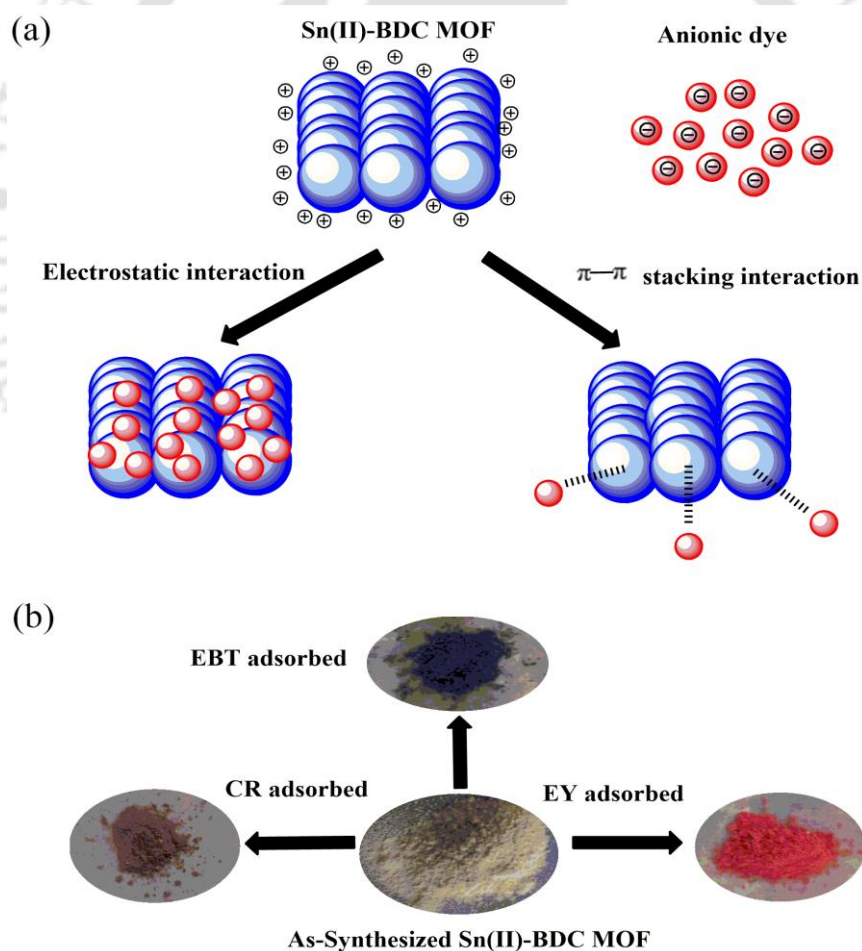 (a)
Sn(II)-BDC MOF
Anionic dye
Electrostatic interaction
π—π stacking interaction
(b)
EBT adsorbed
CR adsorbed
EY adsorbed
As-Synthesized Sn(II)-BDC MOF